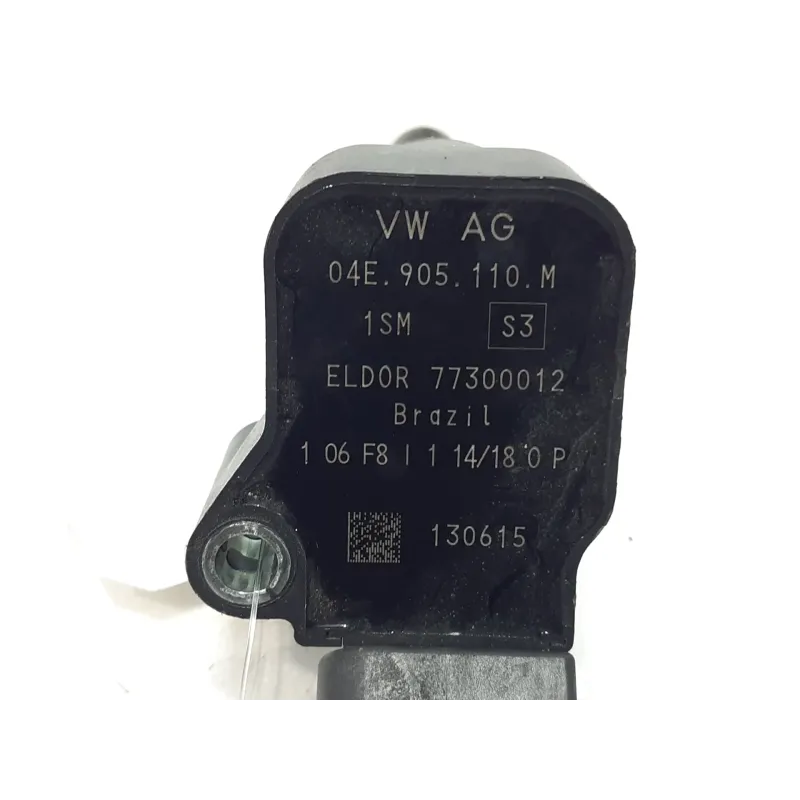 VW AG
04E.905.110.M
1SM S3
ELDOR 77300012
Brazil
1 06 F8 I 1 14/18 0 P
130615